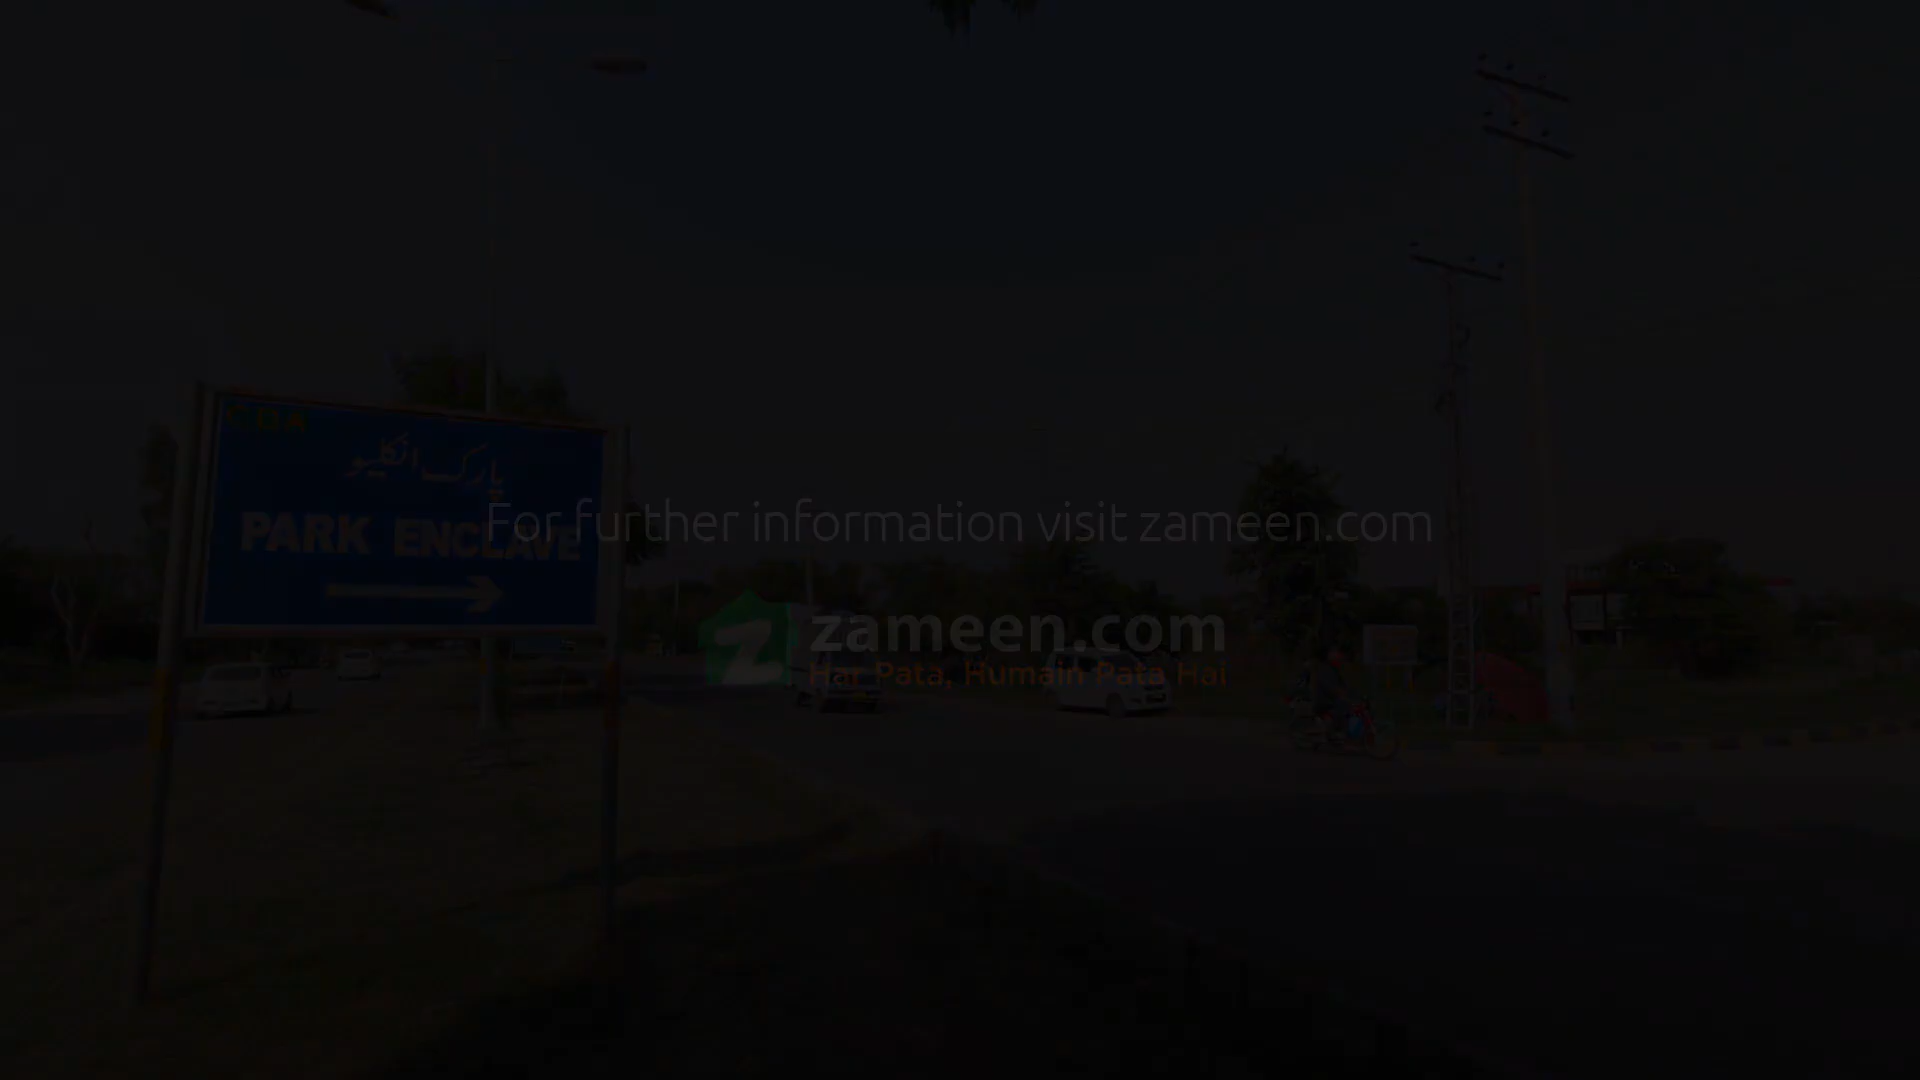 CDA
پارک انکلیو
PARK ENCLAVE
For further information visit zameen.com
zameen.com
Har Pata, Humain Pata Hai